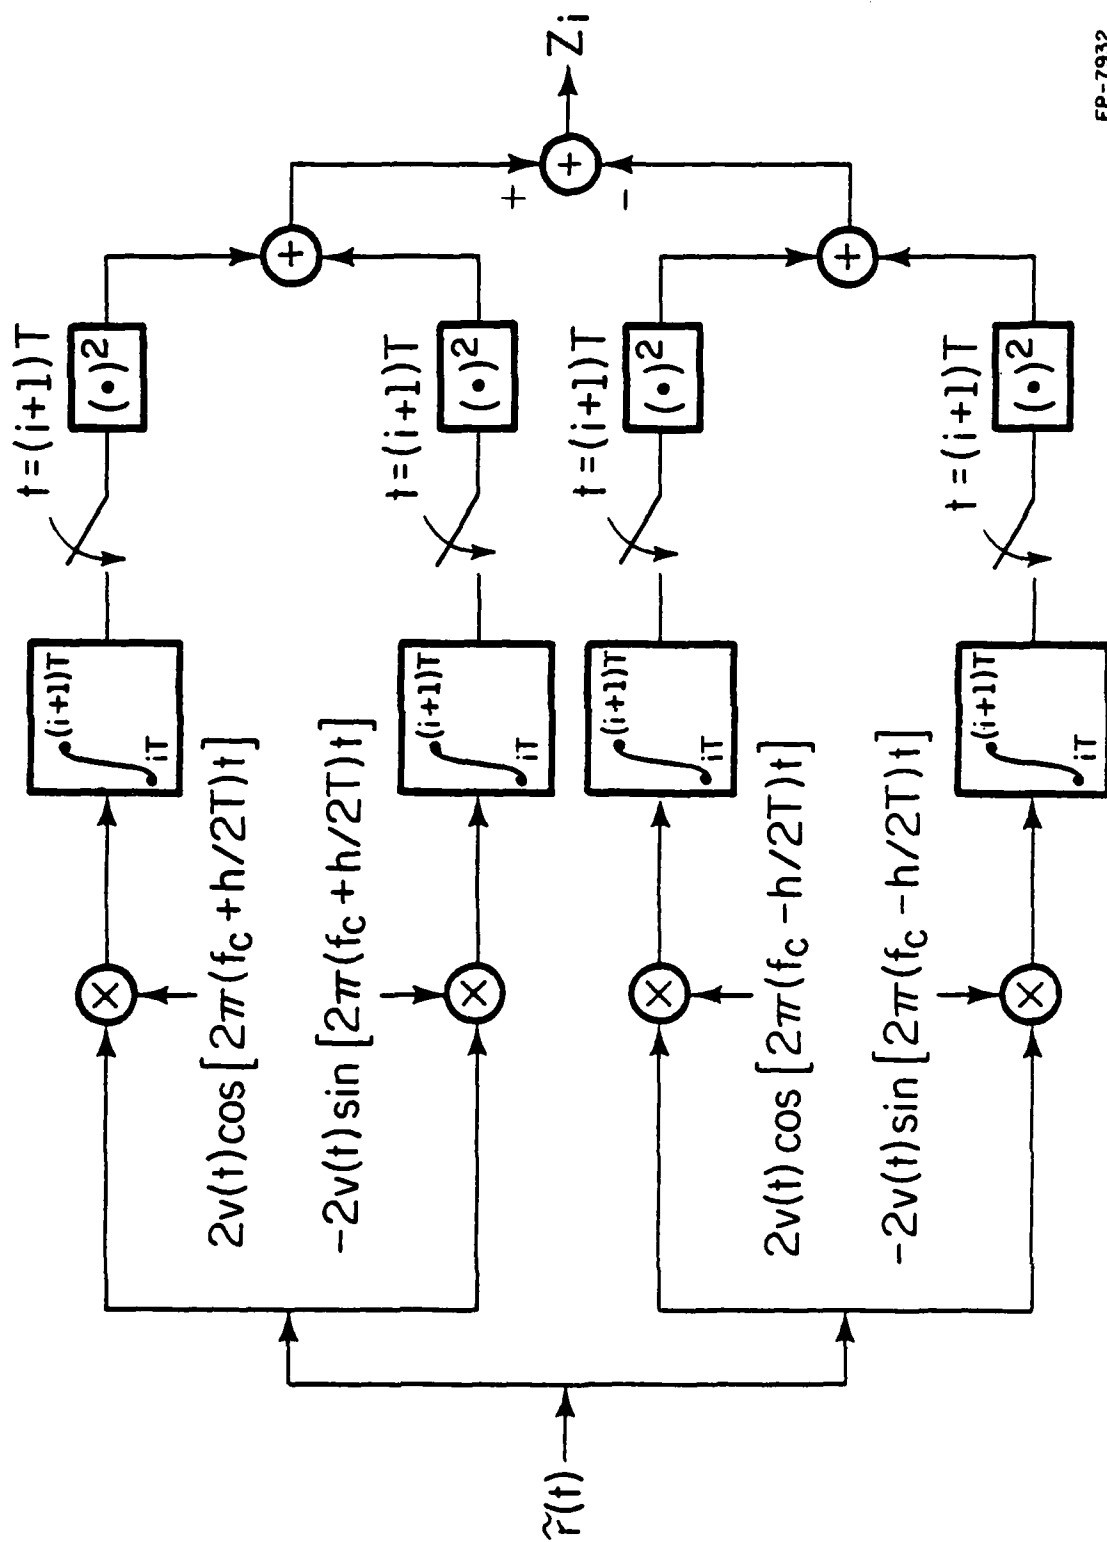 r̃(t)
2v(t)cos[2π(fc+h/2T)t]
-2v(t)sin[2π(fc+h/2T)t]
2v(t)cos[2π(fc-h/2T)t]
-2v(t)sin[2π(fc-h/2T)t]
×
×
×
×
∫ (i+1)T iT
∫ (i+1)T iT
∫ (i+1)T iT
∫ (i+1)T iT
t=(i+1)T
t=(i+1)T
t=(i+1)T
t=(i+1)T
(•)²
(•)²
(•)²
(•)²
+
+
+
-
+
Zi
FP-7932